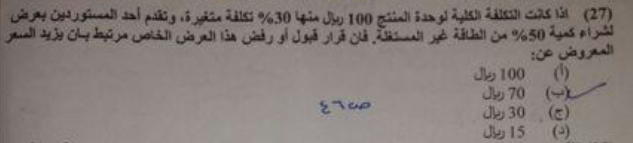 (27) اذا كانت التكلفة الكلية لوحدة المنتج 100 ريال منها 30% تكلفة متغيرة، وتقدم أحد المستوردين بعرض
لشراء كمية 50% من الطاقة غير المستغلة. فان قرار قبول أو رفض هذا العرض الخاص مرتبط بان يزيد السعر
المعروض عن:
(أ) 100 ريال
(ب) 70 ريال
(ج) 30 ريال
ص ٤٦
(د) 15 ريال